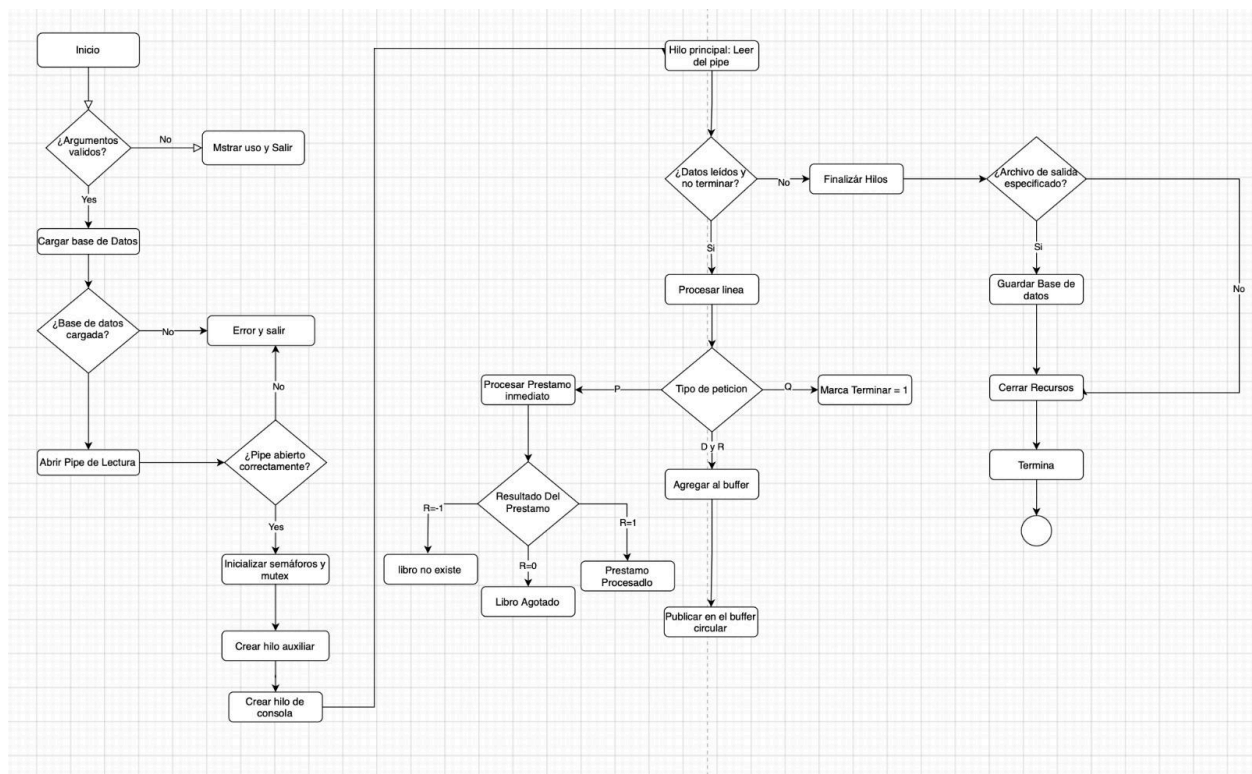 Inicio
¿Argumentos
validos?
No
Mstrar uso y Salir
Yes
Cargar base de Datos
¿Base de datos
cargada?
No
Error y salir
No
Abrir Pipe de Lectura
¿Pipe abierto
correctamente?
Yes
Inicializar semáforos y
mutex
Crear hilo auxiliar
Crear hilo de
consola
Hilo principal: Leer
del pipe
¿Datos leídos y
no terminar?
No
Finalizár Hilos
Si
Procesar linea
Tipo de peticion
P
Procesar Prestamo
inmediato
Q
Marca Terminar = 1
D y R
Agregar al buffer
Publicar en el buffer
circular
Resultado Del
Prestamo
R=-1
libro no existe
R=0
Libro Agotado
R=1
Prestamo
Procesadlo
¿Archivo de salida
especificado?
Si
No
Guardar Base de
datos
Cerrar Recursos
Termina